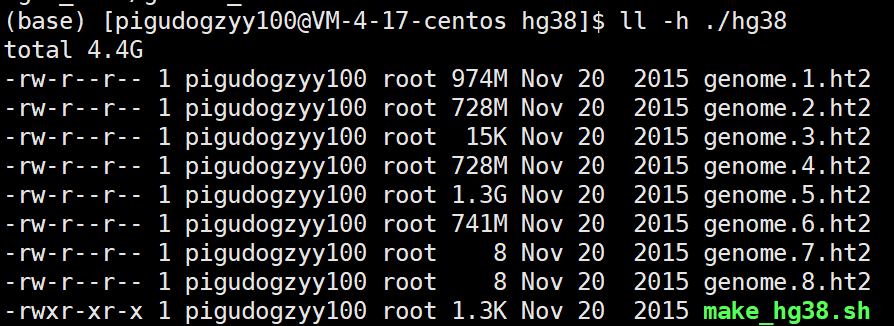 (base) [pigudogzyy100@VM-4-17-centos hg38]$ ll -h ./hg38
total 4.4G
-rw-r--r-- 1 pigudogzyy100 root 974M Nov 20  2015 genome.1.ht2
-rw-r--r-- 1 pigudogzyy100 root 728M Nov 20  2015 genome.2.ht2
-rw-r--r-- 1 pigudogzyy100 root  15K Nov 20  2015 genome.3.ht2
-rw-r--r-- 1 pigudogzyy100 root 728M Nov 20  2015 genome.4.ht2
-rw-r--r-- 1 pigudogzyy100 root 1.3G Nov 20  2015 genome.5.ht2
-rw-r--r-- 1 pigudogzyy100 root 741M Nov 20  2015 genome.6.ht2
-rw-r--r-- 1 pigudogzyy100 root    8 Nov 20  2015 genome.7.ht2
-rw-r--r-- 1 pigudogzyy100 root    8 Nov 20  2015 genome.8.ht2
-rwxr-xr-x 1 pigudogzyy100 root 1.3K Nov 20  2015 make_hg38.sh